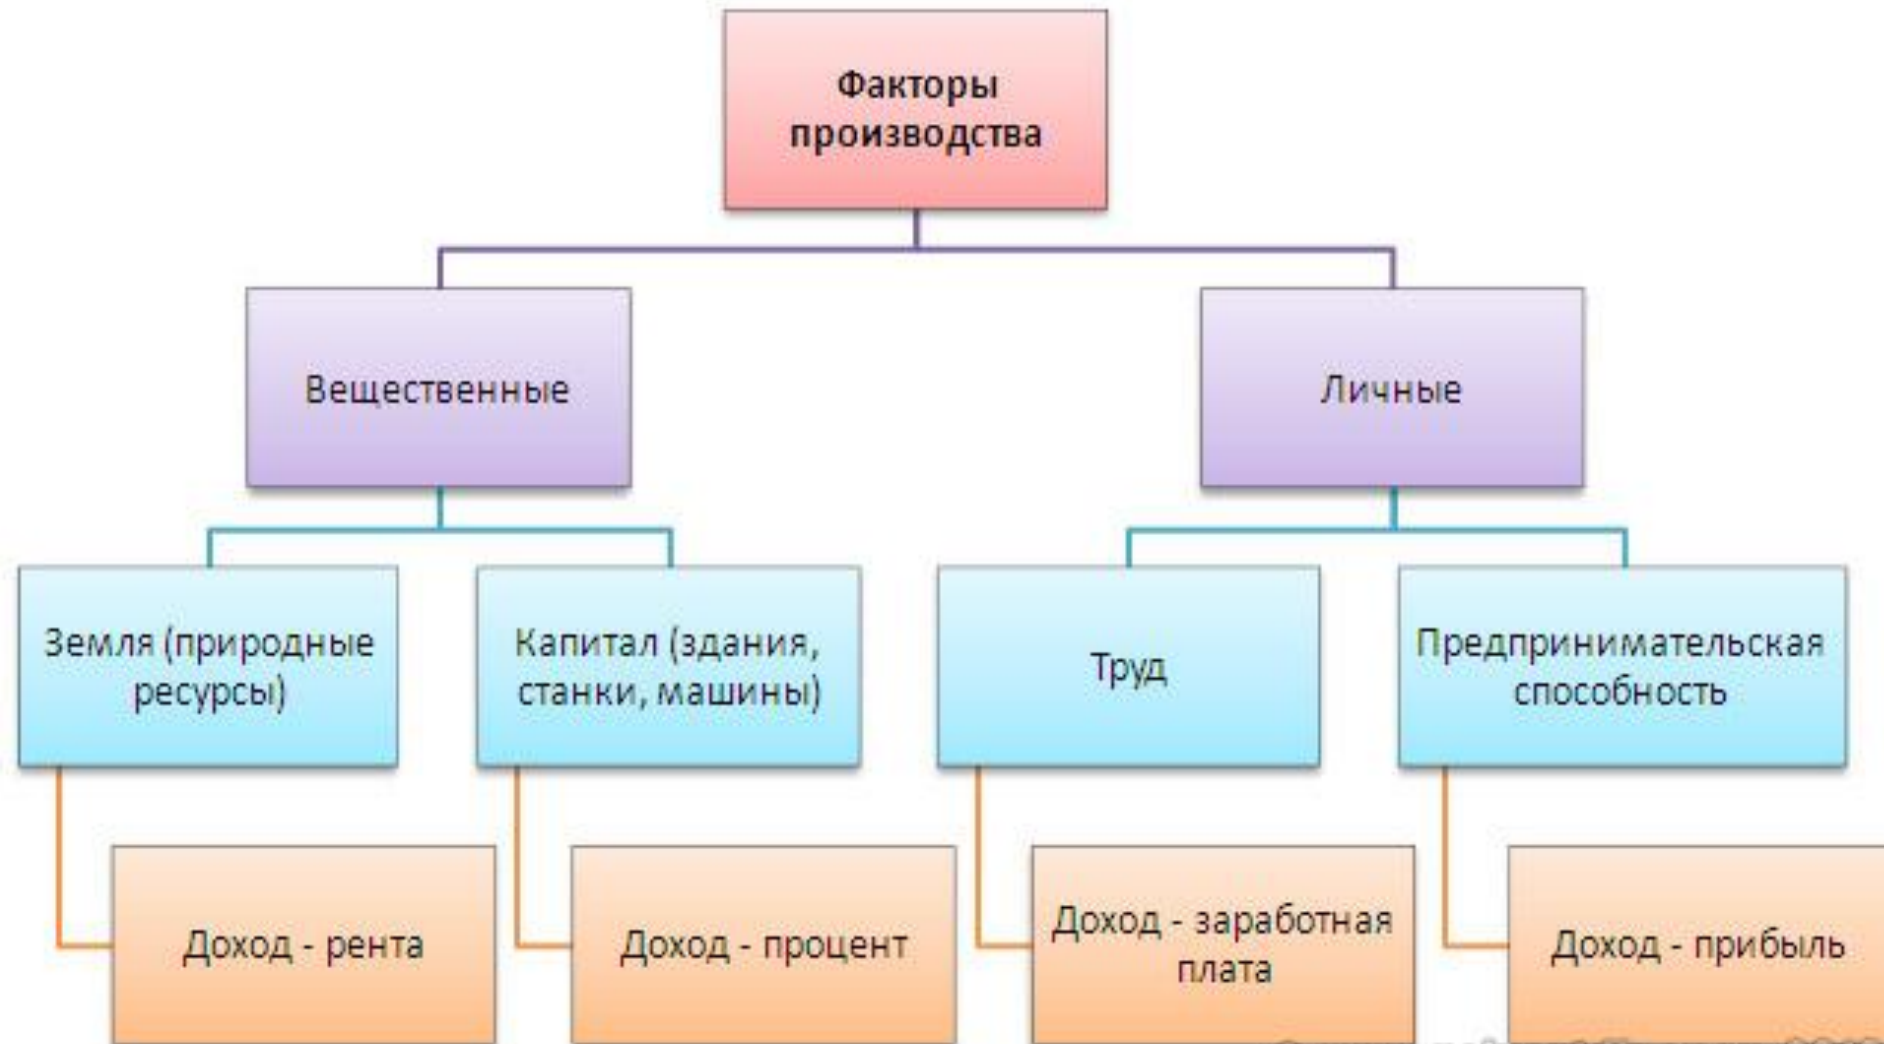 Факторы
производства
Вещественные
Личные
Земля (природные
ресурсы)
Капитал (здания,
станки, машины)
Труд
Предпринимательская
способность
Доход - рента
Доход - процент
Доход - заработная
плата
Доход - прибыль